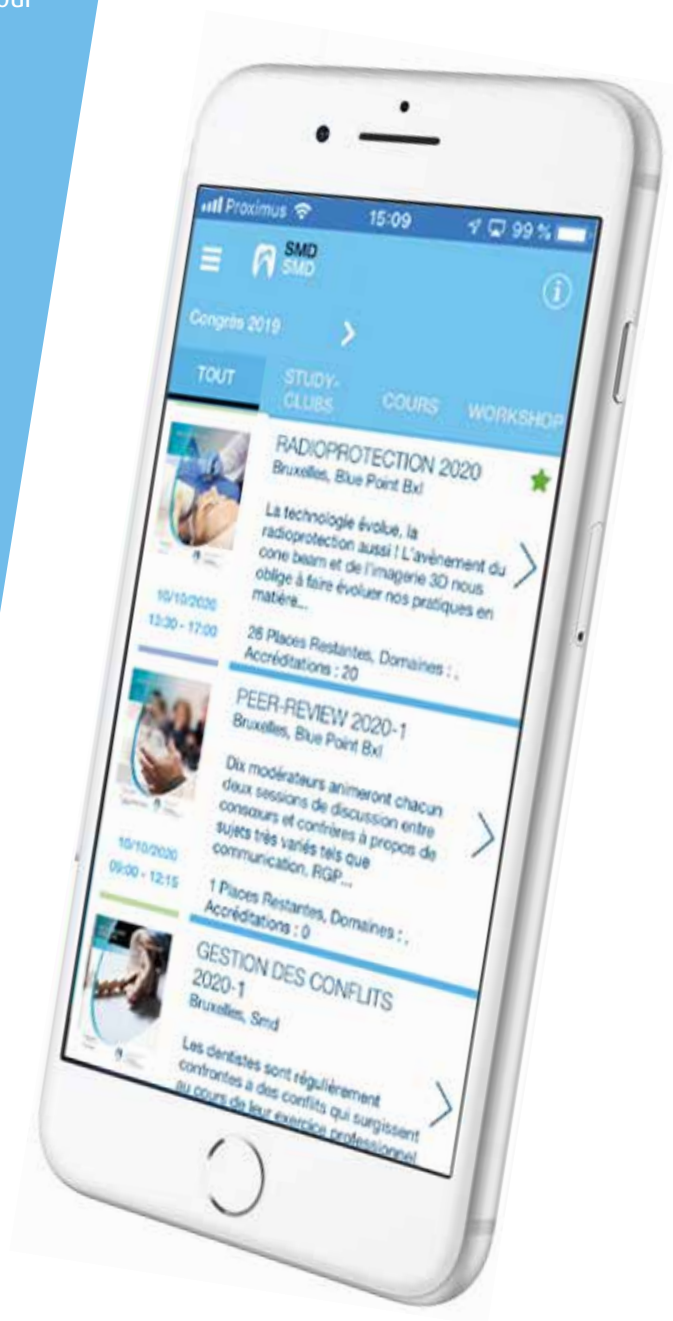 Proximus 15:09 99 %
SMD
SMD
Congrès 2019
TOUT
STUDY-
CLUBS
COURS
WORKSHOP
RADIOPROTECTION 2020
Bruxelles, Blue Point Bxl
La technologie évolue, la
radioprotection aussi ! L'avènement du
cone beam et de l'imagerie 3D nous
oblige à faire évoluer nos pratiques en
matière...
10/10/2020
13:30 - 17:00
26 Places Restantes, Domaines : ,
Accréditations : 20
PEER-REVIEW 2020-1
Bruxelles, Blue Point Bxl
Dix modérateurs animeront chacun
deux sessions de discussion entre
consœurs et confrères à propos de
sujets très variés tels que
communication, RGP...
10/10/2020
09:00 - 12:15
1 Places Restantes, Domaines : ,
Accréditations : 0
GESTION DES CONFLITS
2020-1
Bruxelles, Smd
Les dentistes sont régulièrement
confrontés à des conflits qui surgissent
au cours de leur exercice professionnel